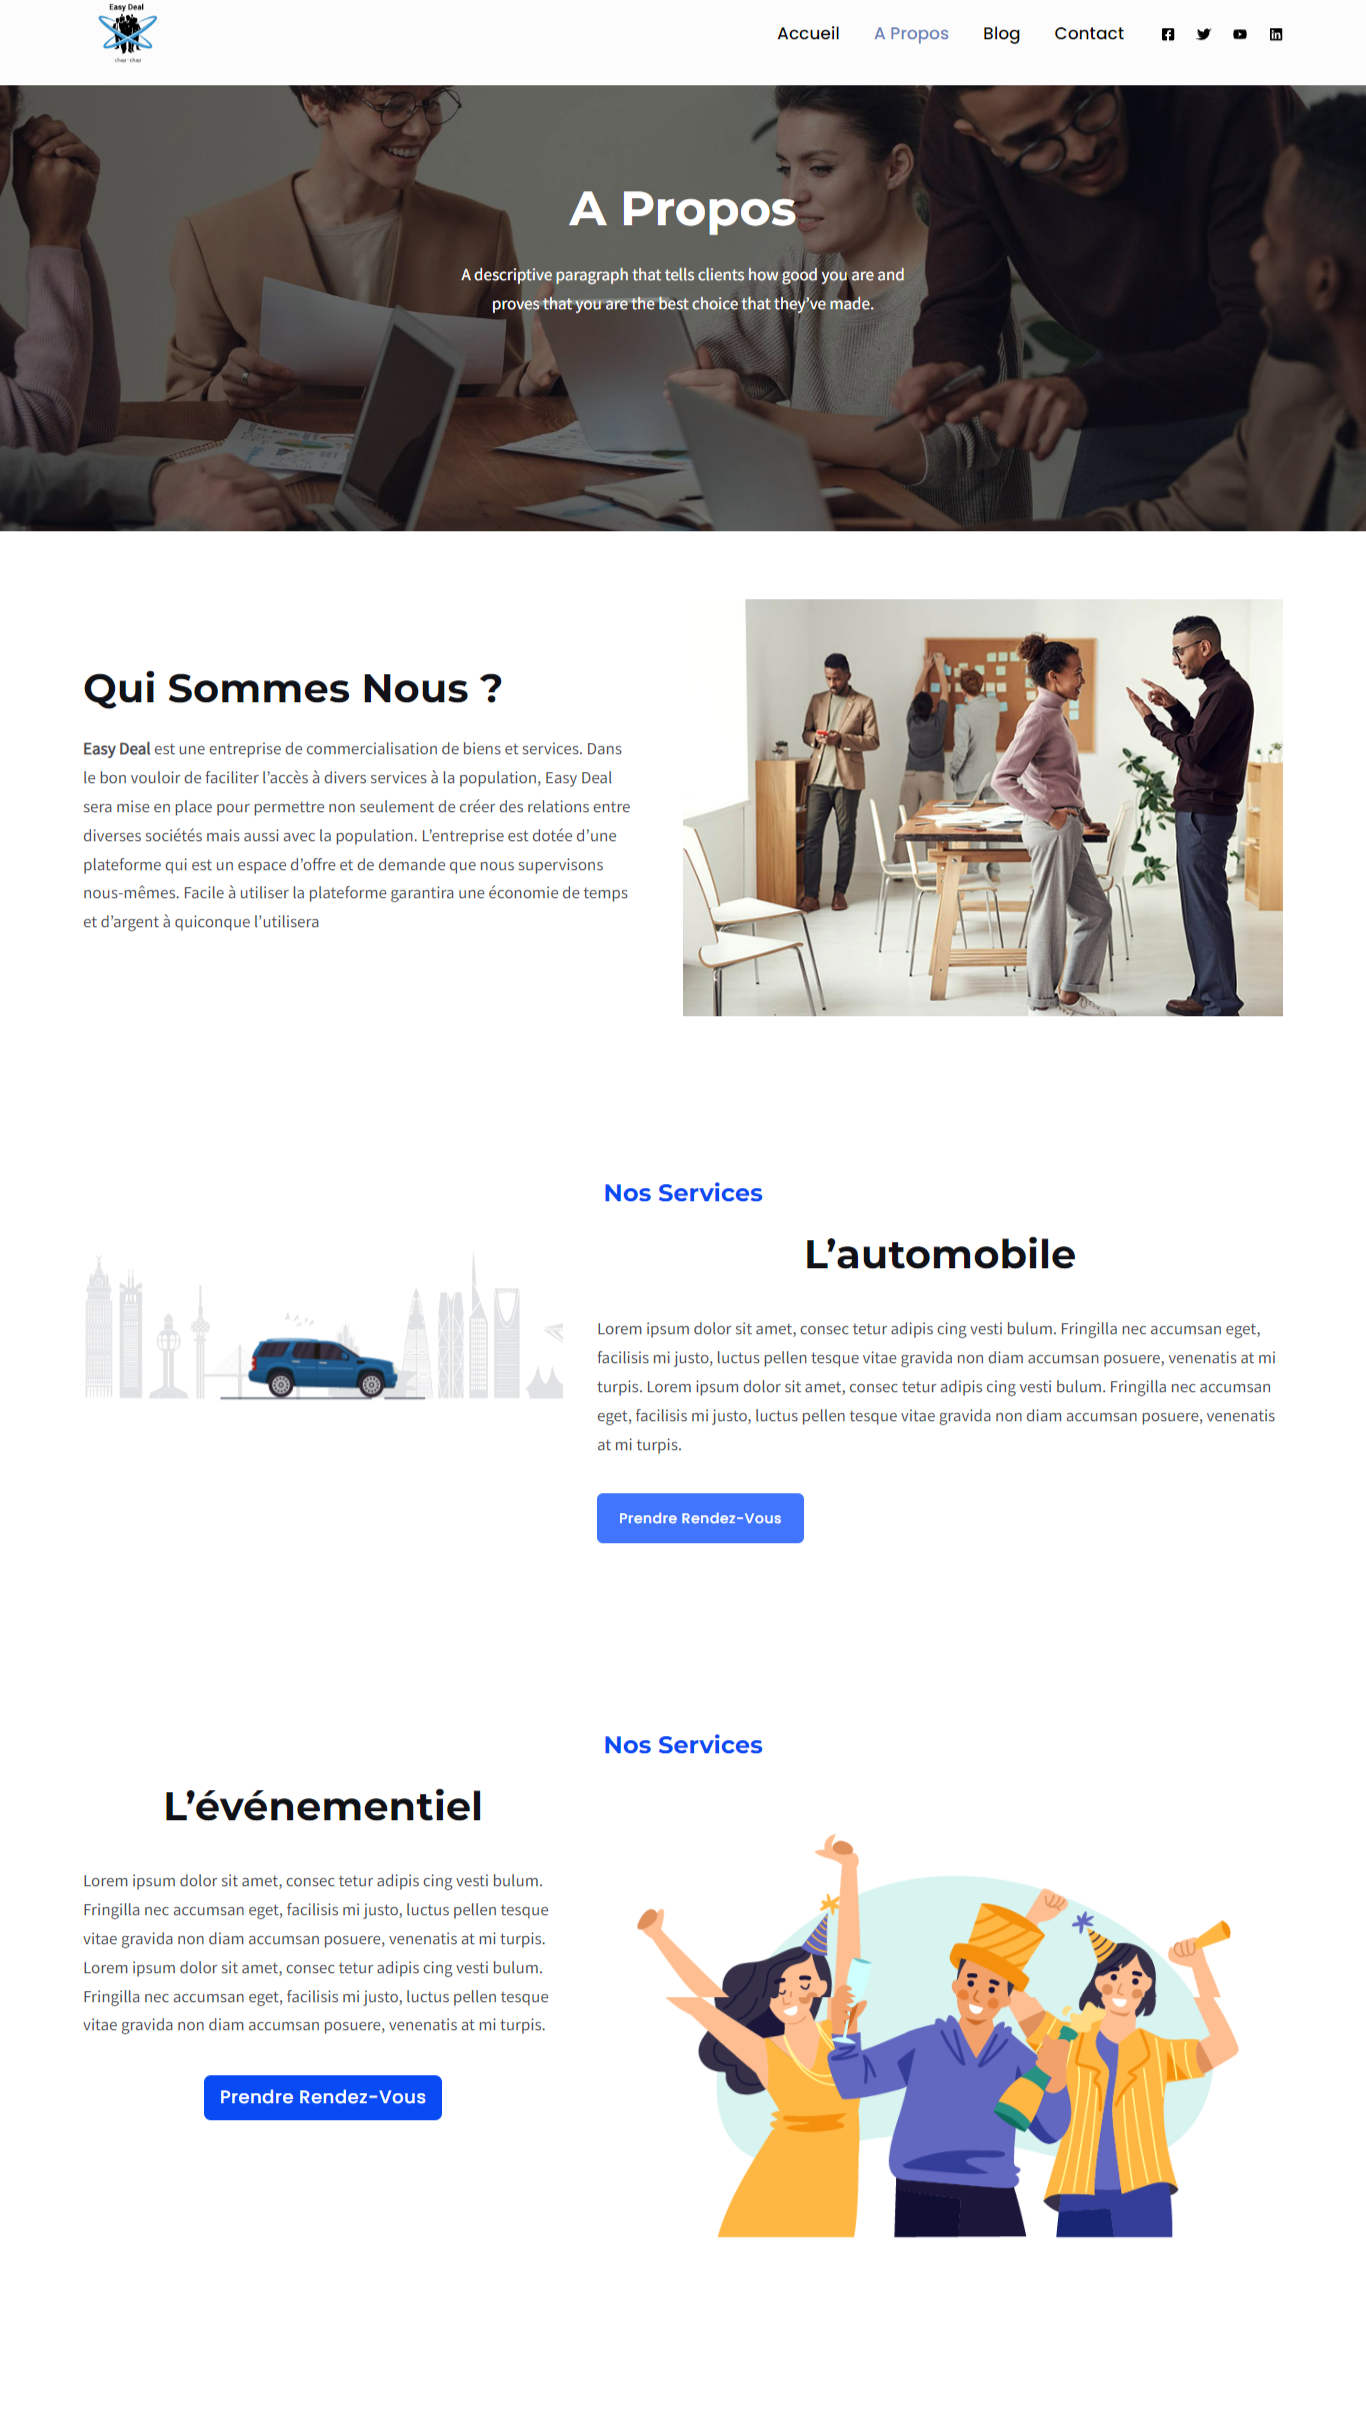 Easy Deal
chap-chap
Accueil
A Propos
Blog
Contact
A Propos
A descriptive paragraph that tells clients how good you are and
proves that you are the best choice that they’ve made.
Qui Sommes Nous ?
Easy Deal est une entreprise de commercialisation de biens et services. Dans
le bon vouloir de faciliter l’accès à divers services à la population, Easy Deal
sera mise en place pour permettre non seulement de créer des relations entre
diverses sociétés mais aussi avec la population. L’entreprise est dotée d’une
plateforme qui est un espace d’offre et de demande que nous supervisons
nous-mêmes. Facile à utiliser la plateforme garantira une économie de temps
et d’argent à quiconque l’utilisera
Nos Services
L’automobile
Lorem ipsum dolor sit amet, consec tetur adipis cing vesti bulum. Fringilla nec accumsan eget,
facilisis mi justo, luctus pellen tesque vitae gravida non diam accumsan posuere, venenatis at mi
turpis. Lorem ipsum dolor sit amet, consec tetur adipis cing vesti bulum. Fringilla nec accumsan
eget, facilisis mi justo, luctus pellen tesque vitae gravida non diam accumsan posuere, venenatis
at mi turpis.
Prendre Rendez-Vous
Nos Services
L’événementiel
Lorem ipsum dolor sit amet, consec tetur adipis cing vesti bulum.
Fringilla nec accumsan eget, facilisis mi justo, luctus pellen tesque
vitae gravida non diam accumsan posuere, venenatis at mi turpis.
Lorem ipsum dolor sit amet, consec tetur adipis cing vesti bulum.
Fringilla nec accumsan eget, facilisis mi justo, luctus pellen tesque
vitae gravida non diam accumsan posuere, venenatis at mi turpis.
Prendre Rendez-Vous